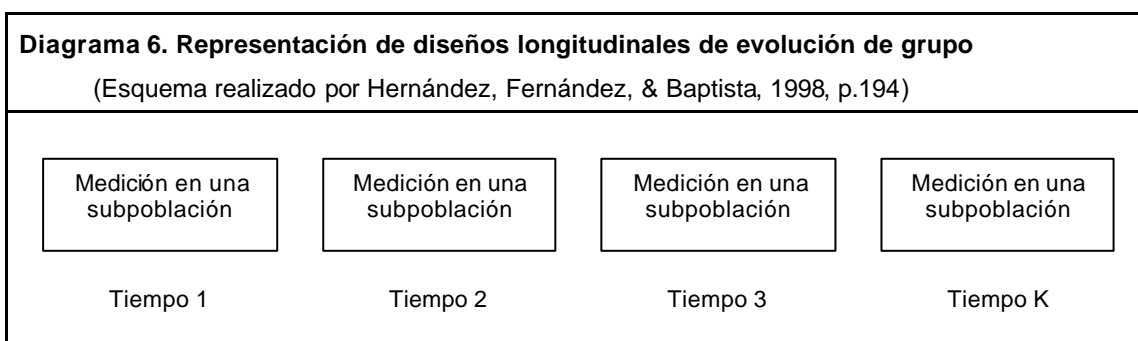 Diagrama 6. Representación de diseños longitudinales de evolución de grupo
(Esquema realizado por Hernández, Fernández, & Baptista, 1998, p.194)
Medición en una
subpoblación
Medición en una
subpoblación
Medición en una
subpoblación
Medición en una
subpoblación
Tiempo 1
Tiempo 2
Tiempo 3
Tiempo K